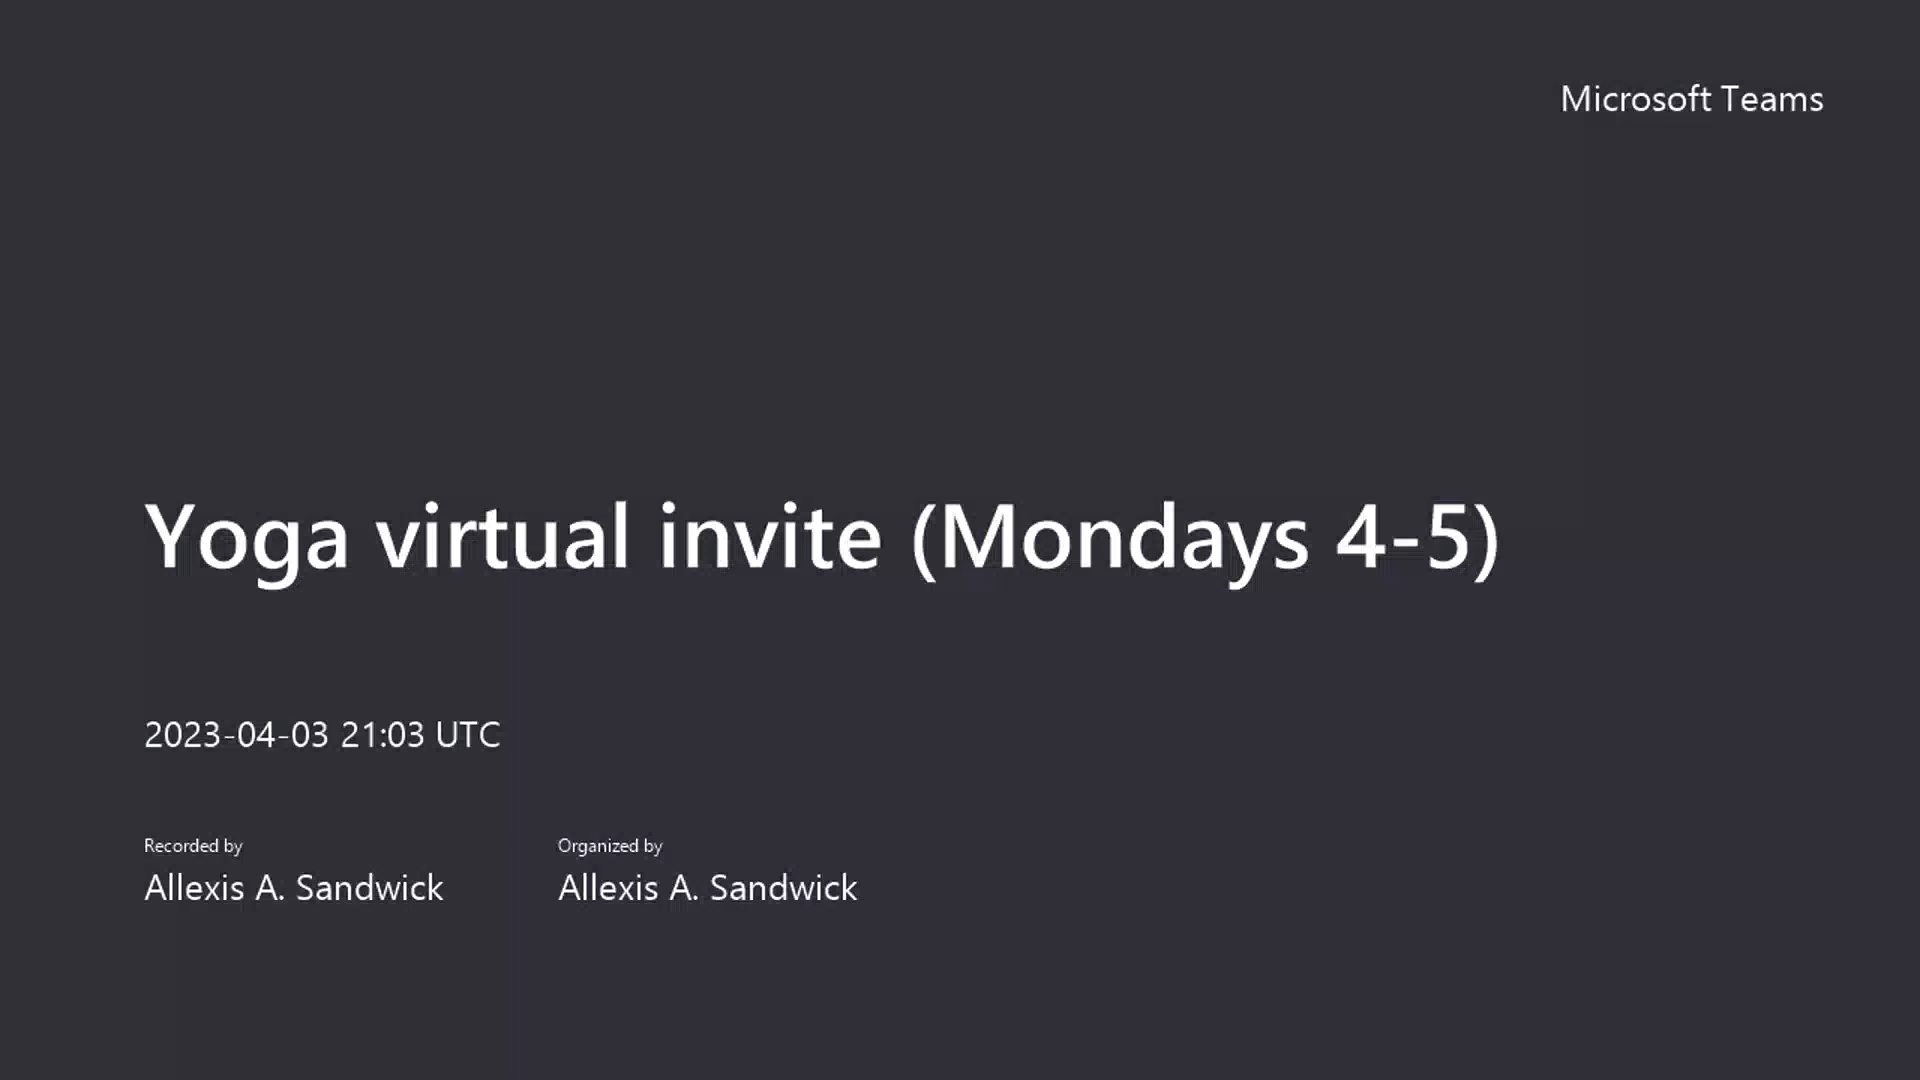 Microsoft Teams
Yoga virtual invite (Mondays 4-5)
2023-04-03 21:03 UTC
Recorded by
Allexis A. Sandwick
Organized by
Allexis A. Sandwick